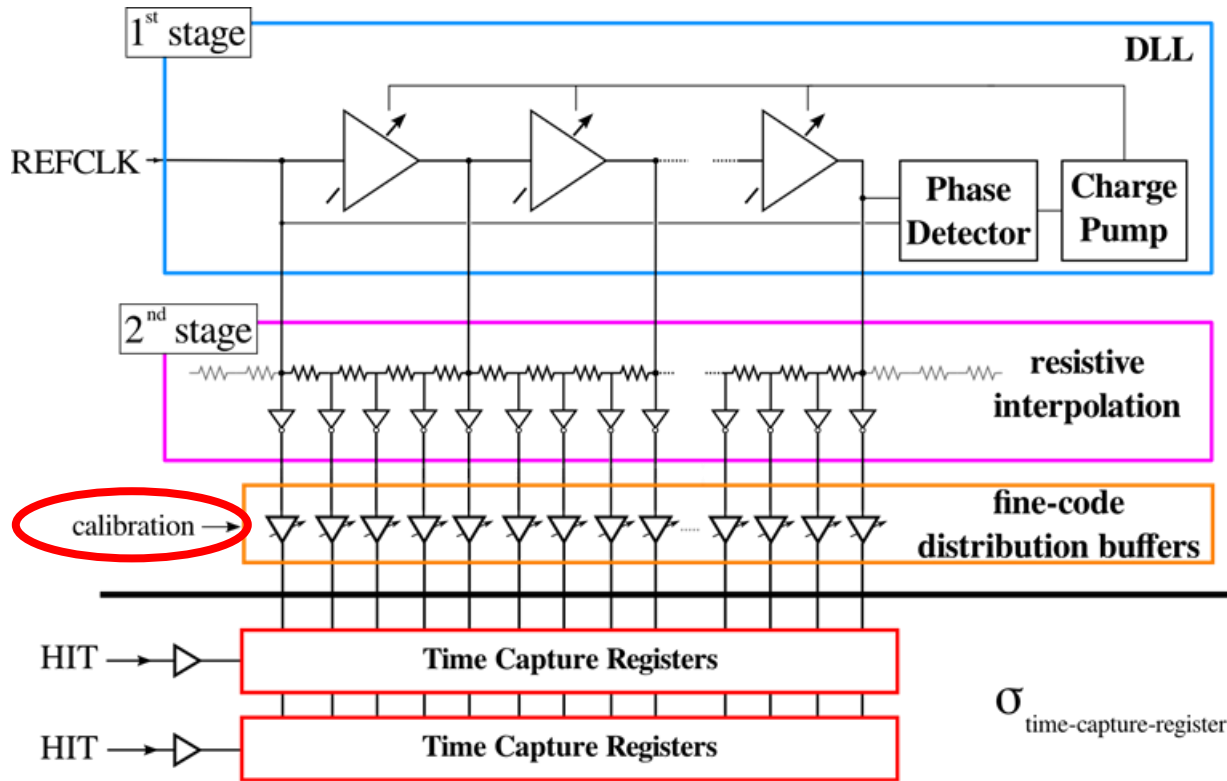 1st stage
DLL
REFCLK
Phase
Detector
Charge
Pump
2nd stage
resistive
interpolation
calibration
fine-code
distribution buffers
HIT
Time Capture Registers
σtime-capture-register
HIT
Time Capture Registers